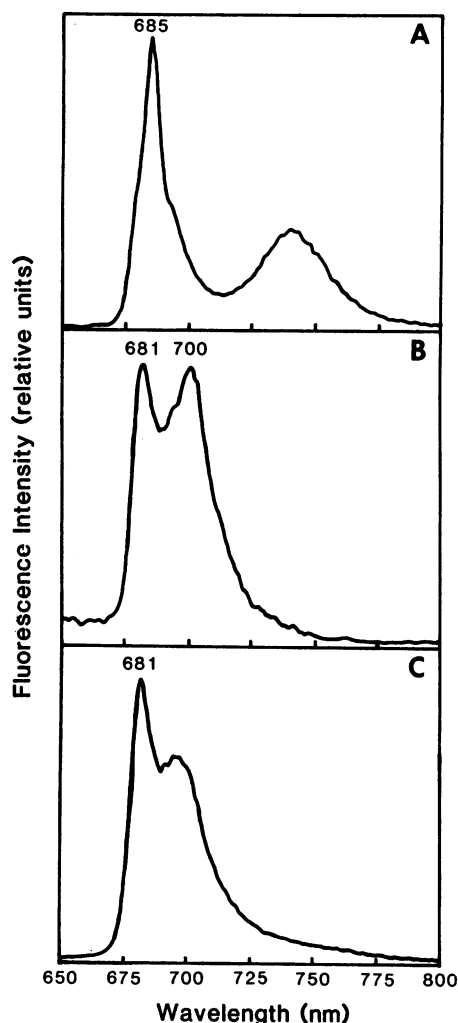 Fluorescence Intensity (relative units)
685
A
681 700
B
681
C
650 675 700 725 750 775 800
Wavelength (nm)